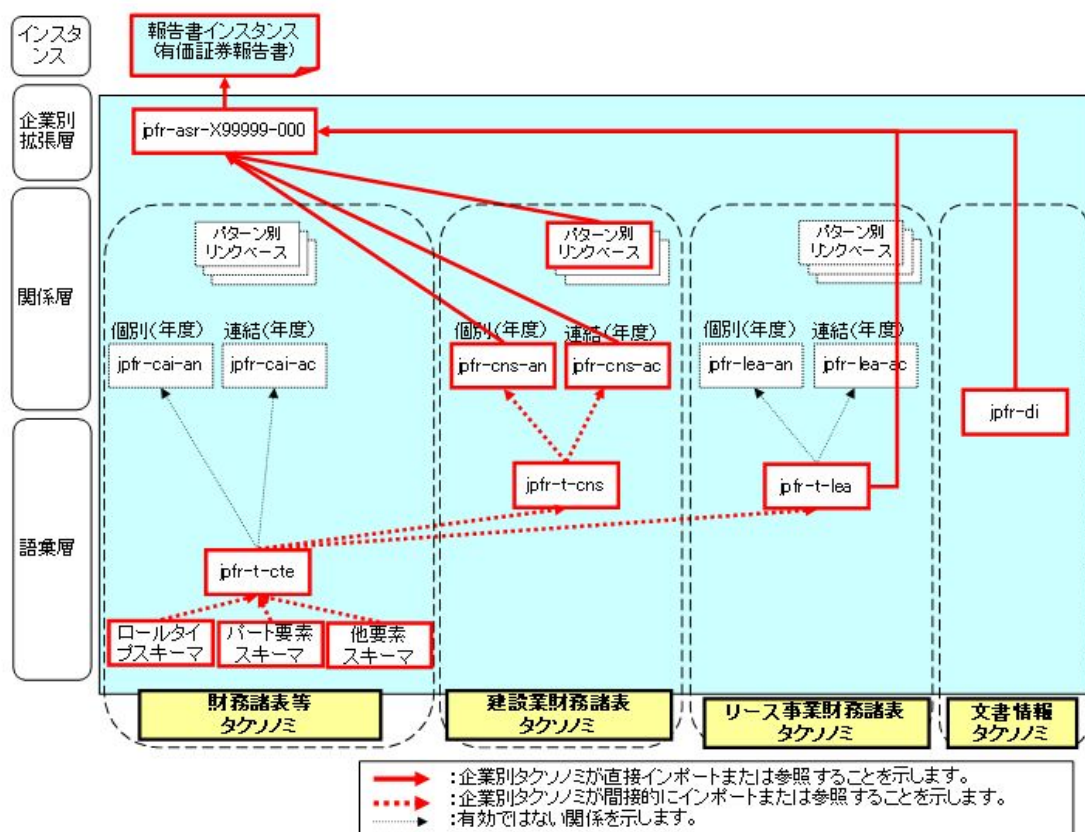 インスタ
ンス
報告書インスタンス
(有価証券報告書)
企業別
拡張層
jpfr-asr-X99999-000
関係層
パターン別
リンクベース
パターン別
リンクベース
パターン別
リンクベース
個別(年度)
連結(年度)
個別(年度)
連結(年度)
個別(年度)
連結(年度)
jpfr-cai-an
jpfr-cai-ac
jpfr-cns-an
jpfr-cns-ac
jpfr-lea-an
jpfr-lea-ac
jpfr-di
語彙層
jpfr-t-cns
jpfr-t-lea
jpfr-t-cte
ロールタイ
プスキーマ
パート要素
スキーマ
他要素
スキーマ
財務諸表等
タクソノミ
建設業財務諸表
タクソノミ
リース事業財務諸表
タクソノミ
文書情報
タクソノミ
:企業別タクソノミが直接インポートまたは参照することを示します。
:企業別タクソノミが間接的にインポートまたは参照することを示します。
:有効ではない関係を示します。